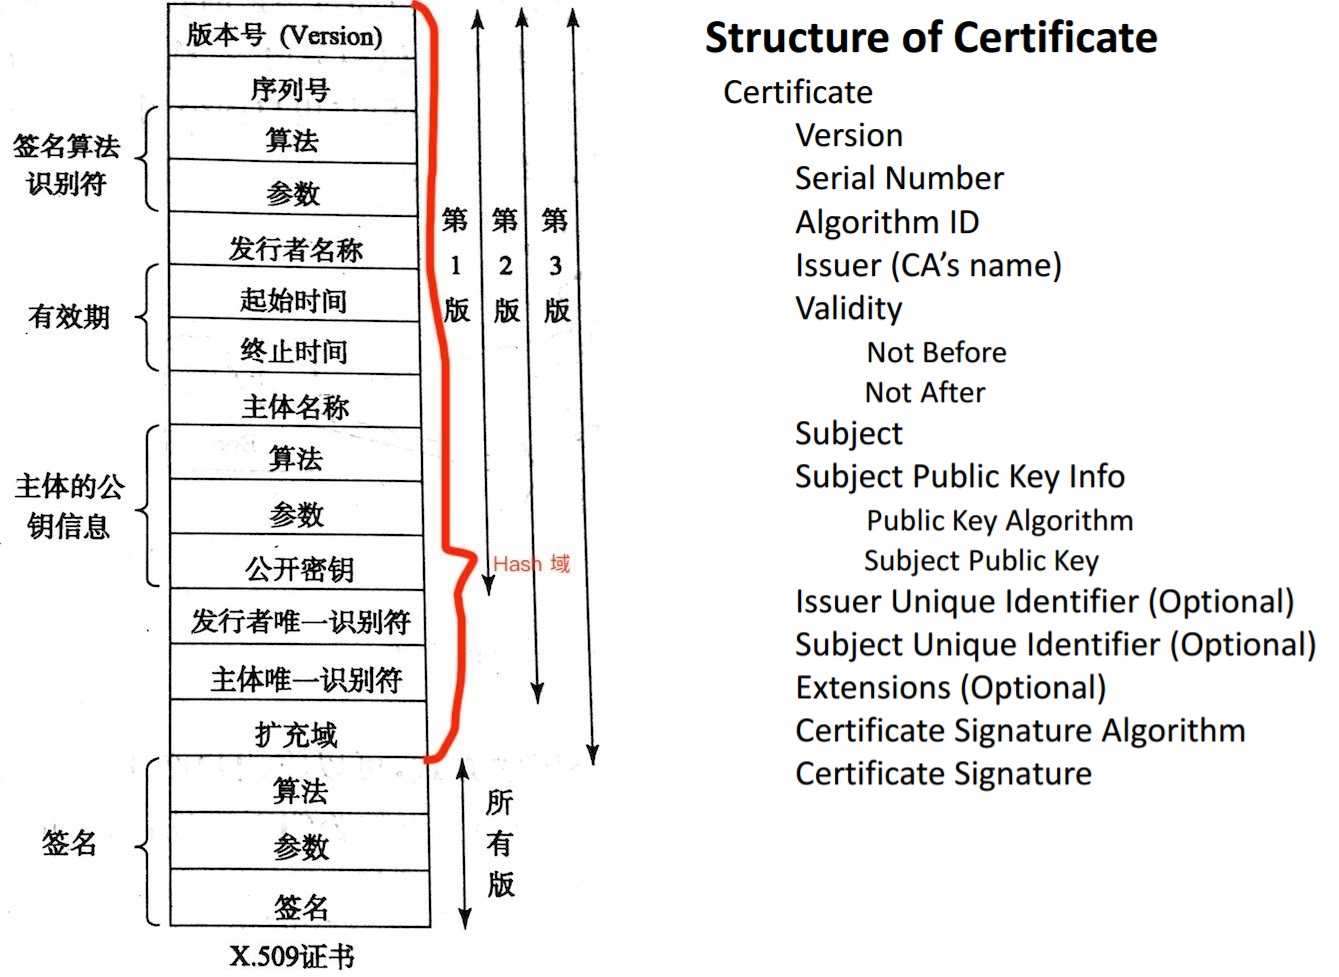 版本号 (Version)
序列号
签名算法
识别符
算法
参数
发行者名称
有效期
起始时间
终止时间
主体名称
主体的公
钥信息
算法
参数
公开密钥
发行者唯一识别符
主体唯一识别符
扩充域
签名
算法
参数
签名
第
1
版
第
2
版
第
3
版
Hash 域
所
有
版
X.509证书
Structure of Certificate
Certificate
Version
Serial Number
Algorithm ID
Issuer (CA’s name)
Validity
Not Before
Not After
Subject
Subject Public Key Info
Public Key Algorithm
Subject Public Key
Issuer Unique Identifier (Optional)
Subject Unique Identifier (Optional)
Extensions (Optional)
Certificate Signature Algorithm
Certificate Signature